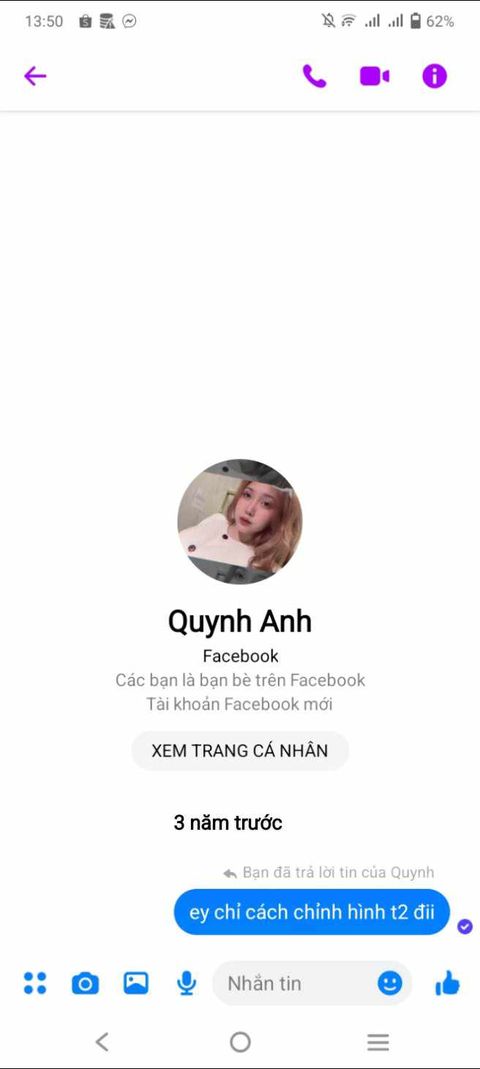 13:50
62%
Quynh Anh
Facebook
Các bạn là bạn bè trên Facebook
Tài khoản Facebook mới
XEM TRANG CÁ NHÂN
3 năm trước
Bạn đã trả lời tin của Quynh
ey chỉ cách chỉnh hình t2 đii
Nhắn tin